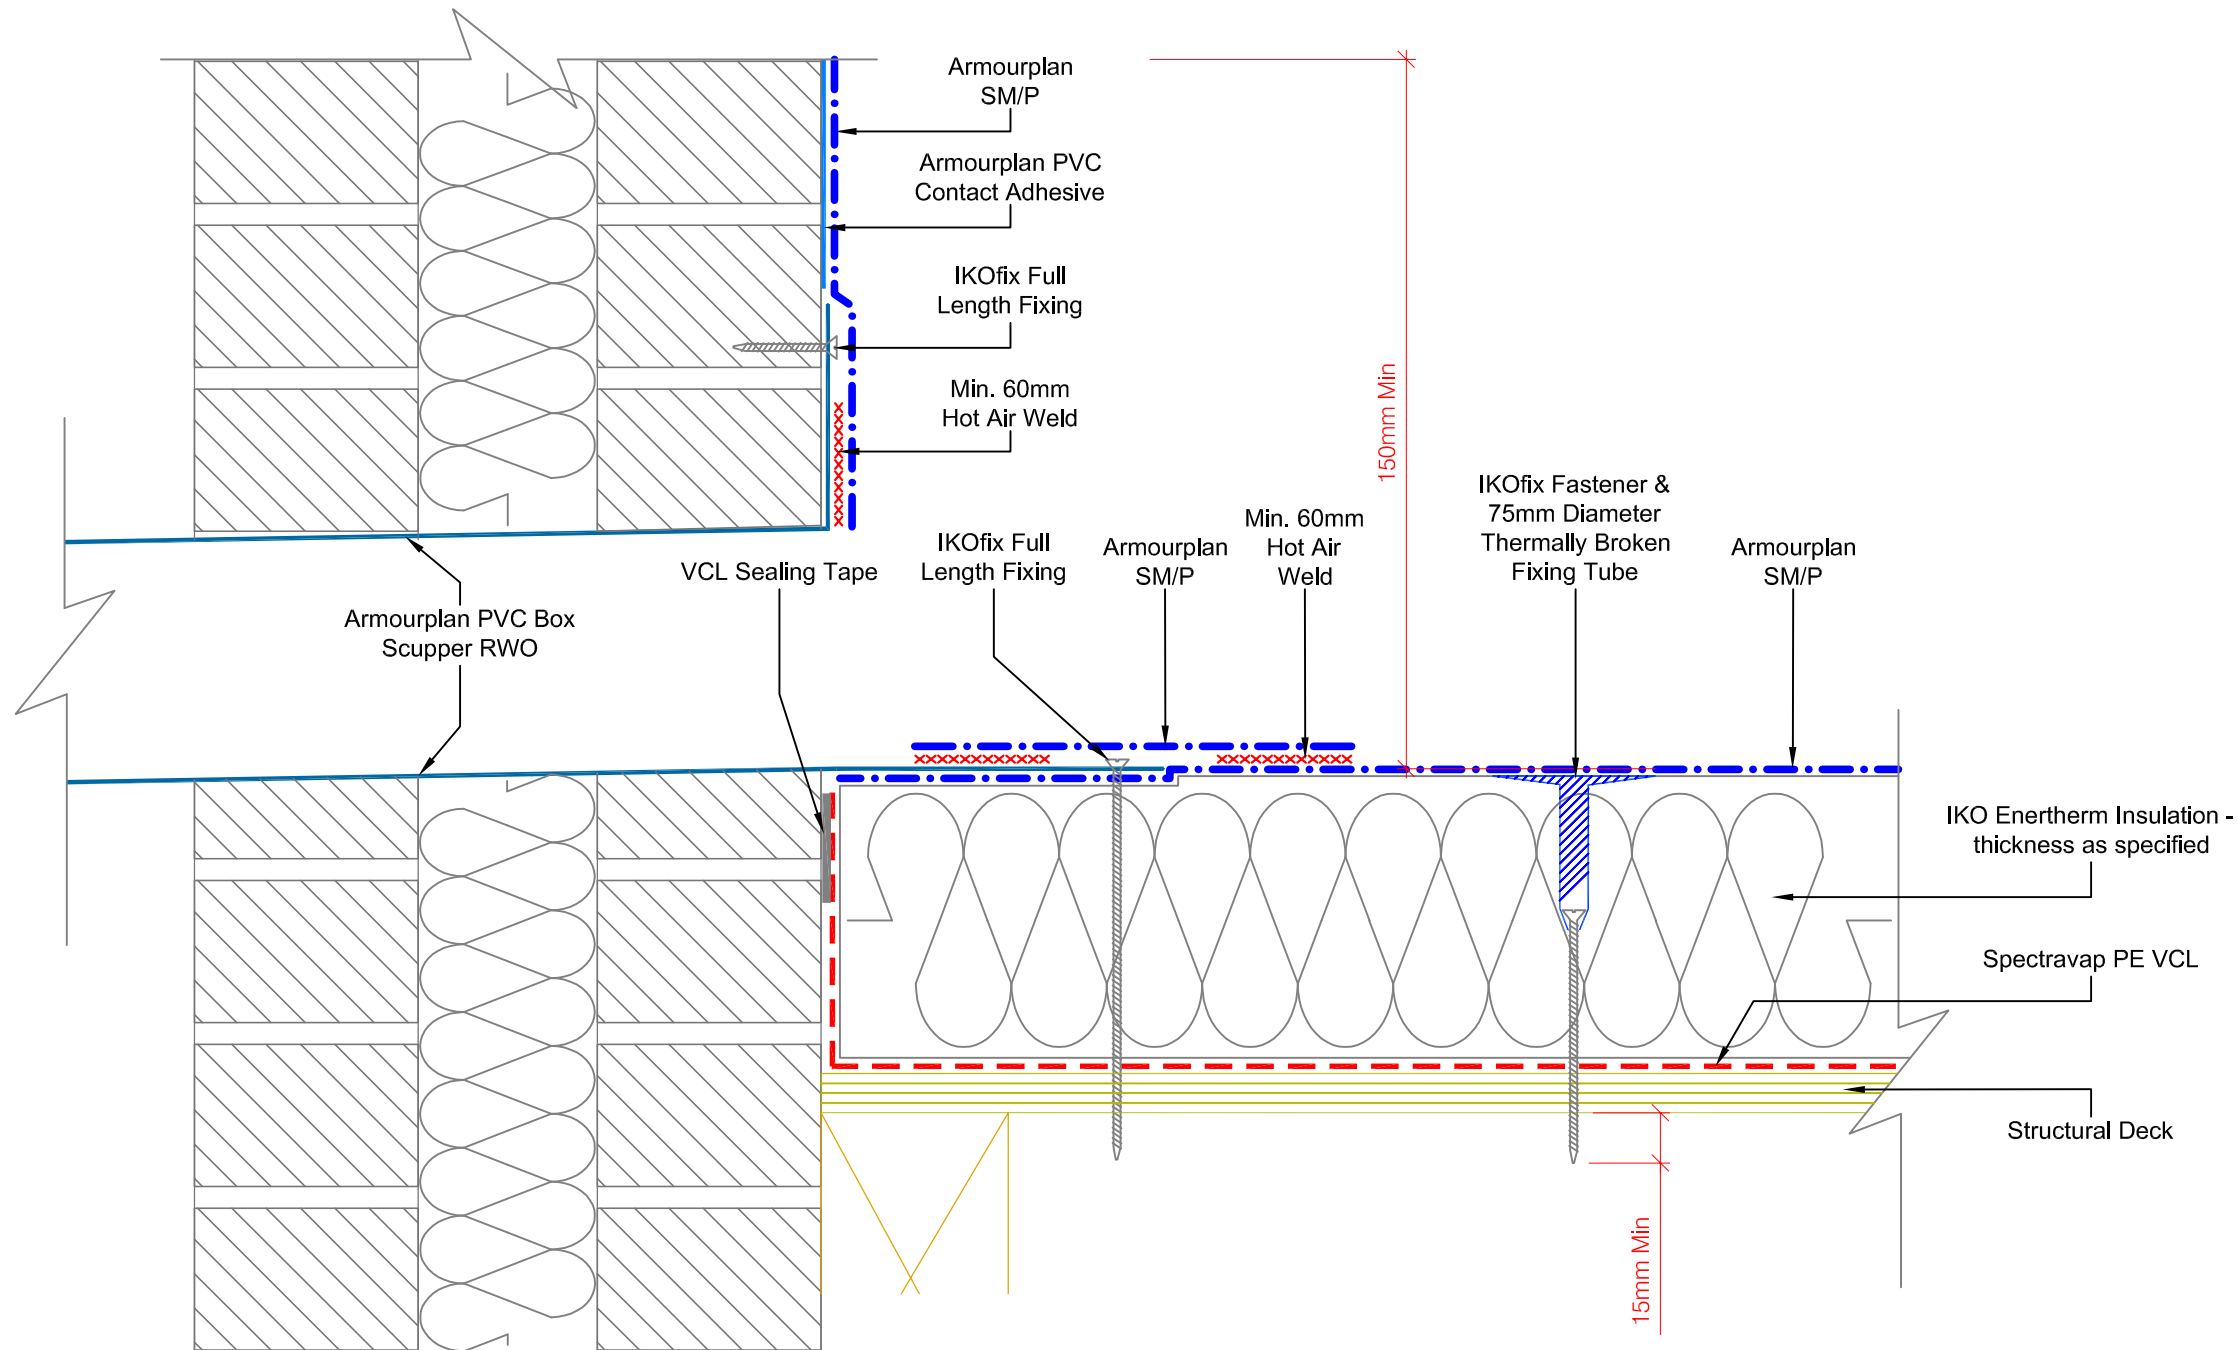 Armourplan
SM/P
Armourplan PVC
Contact Adhesive
IKOfix Full
Length Fixing
Min. 60mm
Hot Air Weld
150mm Min
IKOfix Fastener &
75mm Diameter
Thermally Broken
Fixing Tube
Min. 60mm
Hot Air
Weld
Armourplan
SM/P
Armourplan
SM/P
IKOfix Full
Length Fixing
VCL Sealing Tape
Armourplan PVC Box
Scupper RWO
IKO Enertherm Insulation -
thickness as specified
Spectravap PE VCL
Structural Deck
15mm Min